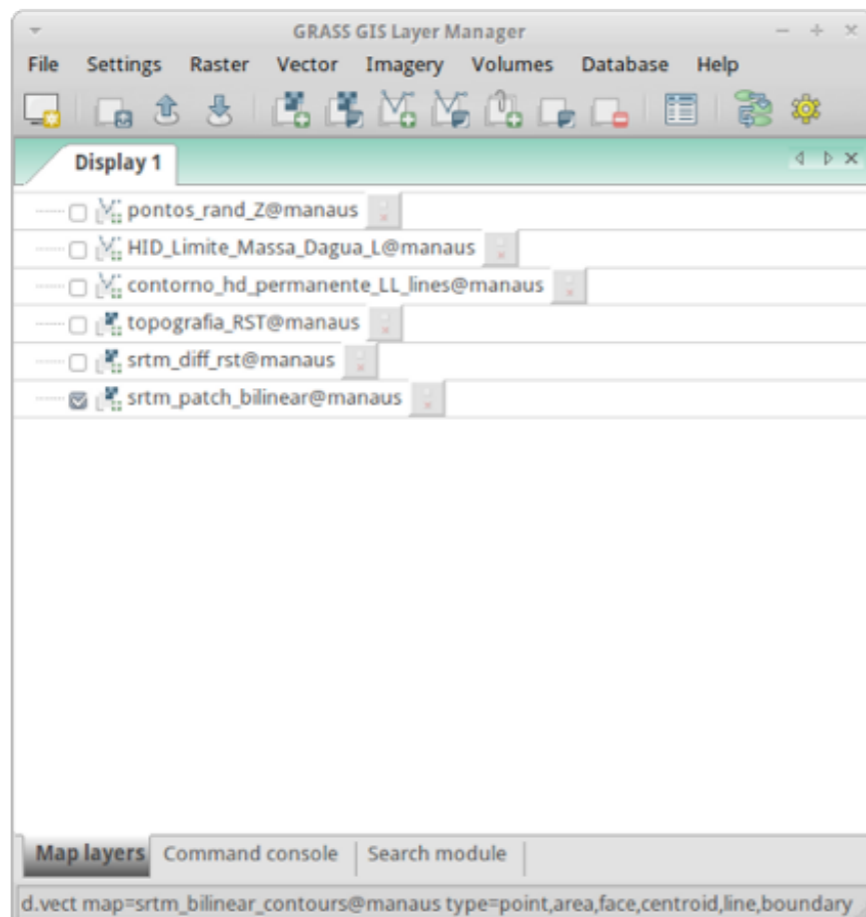 GRASS GIS Layer Manager
File Settings Raster Vector Imagery Volumes Database Help
Display 1
pontos_rand_Z@manaus
HID_Limite_Massa_Dagua_L@manaus
contorno_hd_permanente_LL_lines@manaus
topografia_RST@manaus
srtm_diff_rst@manaus
srtm_patch_bilinear@manaus
Map layers Command console Search module
d.vect map=srtm_bilinear_contours@manaus type=point,area,face,centroid,line,boundary